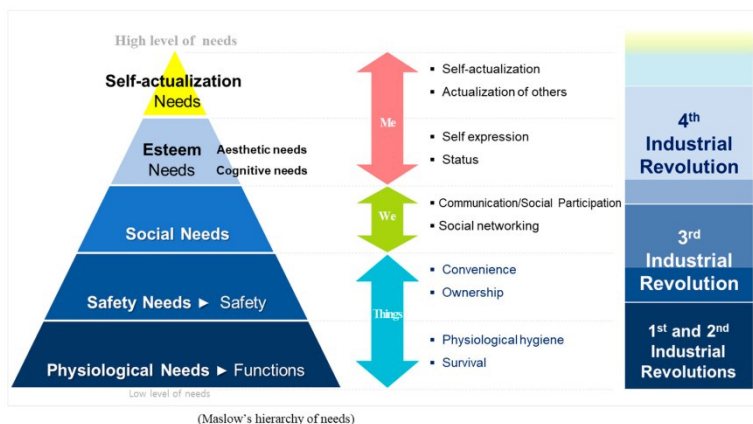 High level of needs
Self-actualization
Needs
Esteem
Needs
Aesthetic needs
Cognitive needs
Social Needs
Safety Needs ► Safety
Physiological Needs ► Functions
Low level of needs
(Maslow's hierarchy of needs)
Me
We
Things
▪ Self-actualization
▪ Actualization of others
▪ Self expression
▪ Status
▪ Communication/Social Participation
▪ Social networking
▪ Convenience
▪ Ownership
▪ Physiological hygiene
▪ Survival
4th
Industrial
Revolution
3rd
Industrial
Revolution
1st and 2nd
Industrial
Revolutions